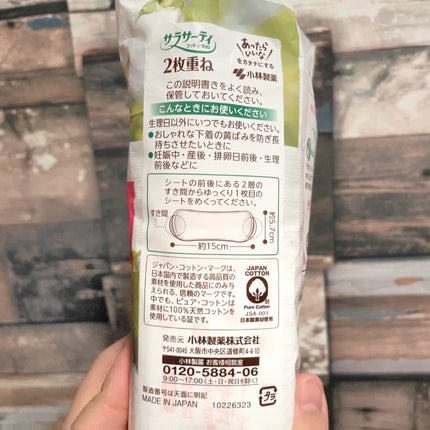 サラサーティ
コットン100
2枚重ね
あったら
いいな
をカタチにする
小林製薬
この説明書きをよく読み、
保管しておいてください。
こんなときにお使いください
生理日以外にいつでもお使いください。
●おしゃれな下着の黄ばみを防ぎ長
持ちさせたいときに
●妊娠中・産後・排卵日前後・生理
前後などに
シートの前後にある2層の
すき間からゆっくり1枚目の
シートをめくってください。
すき間
約5.7cm
約15cm
ジャパン・コットン・マークは、
日本国内で製造する高品質の
素材を使用した商品にのみ与
えられる、信頼のマークです。
中でも、ピュア・コットンは
素材に100%天然コットンを
使用している証です。
JAPAN
COTTON
Pure Cotton
JSA-001
日本製素材使用
発売元 小林製薬株式会社
〒541-0045 大阪市中央区道修町4-4-10
小林製薬 お客様相談室
0120-5884-06
9:00~17:00(土・日・祝日を除く)
製造番号は天面に明記
MADE IN JAPAN 10226323
プラ